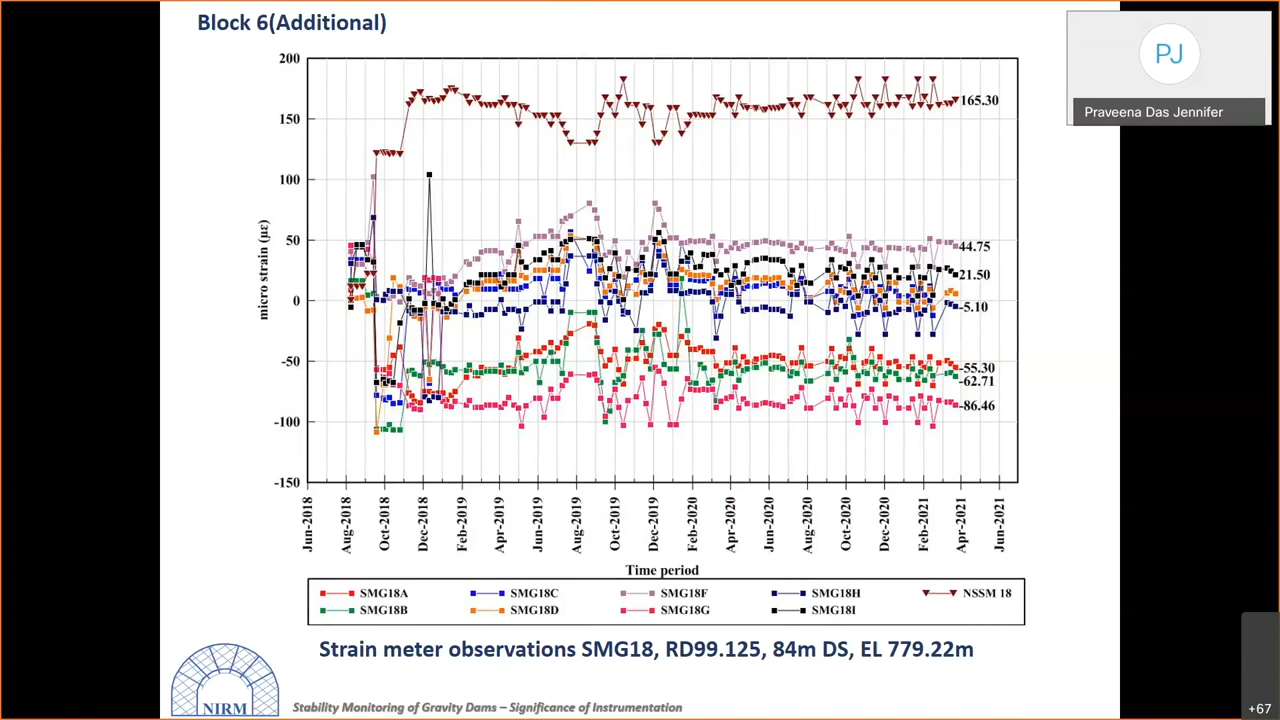 Block 6(Additional)
PJ
Praveena Das Jennifer
200
150
100
50
0
-50
-100
-150
micro strain (με)
165.30
44.75
21.50
-5.10
-55.30
-62.71
-86.46
Jun-2018
Aug-2018
Oct-2018
Dec-2018
Feb-2019
Apr-2019
Jun-2019
Aug-2019
Oct-2019
Dec-2019
Feb-2020
Apr-2020
Jun-2020
Aug-2020
Oct-2020
Dec-2020
Feb-2021
Apr-2021
Jun-2021
Time period
SMG18A SMG18C SMG18F SMG18H NSSM 18
SMG18B SMG18D SMG18G SMG18I
Strain meter observations SMG18, RD99.125, 84m DS, EL 779.22m
NIRM
Stability Monitoring of Gravity Dams – Significance of Instrumentation
+67